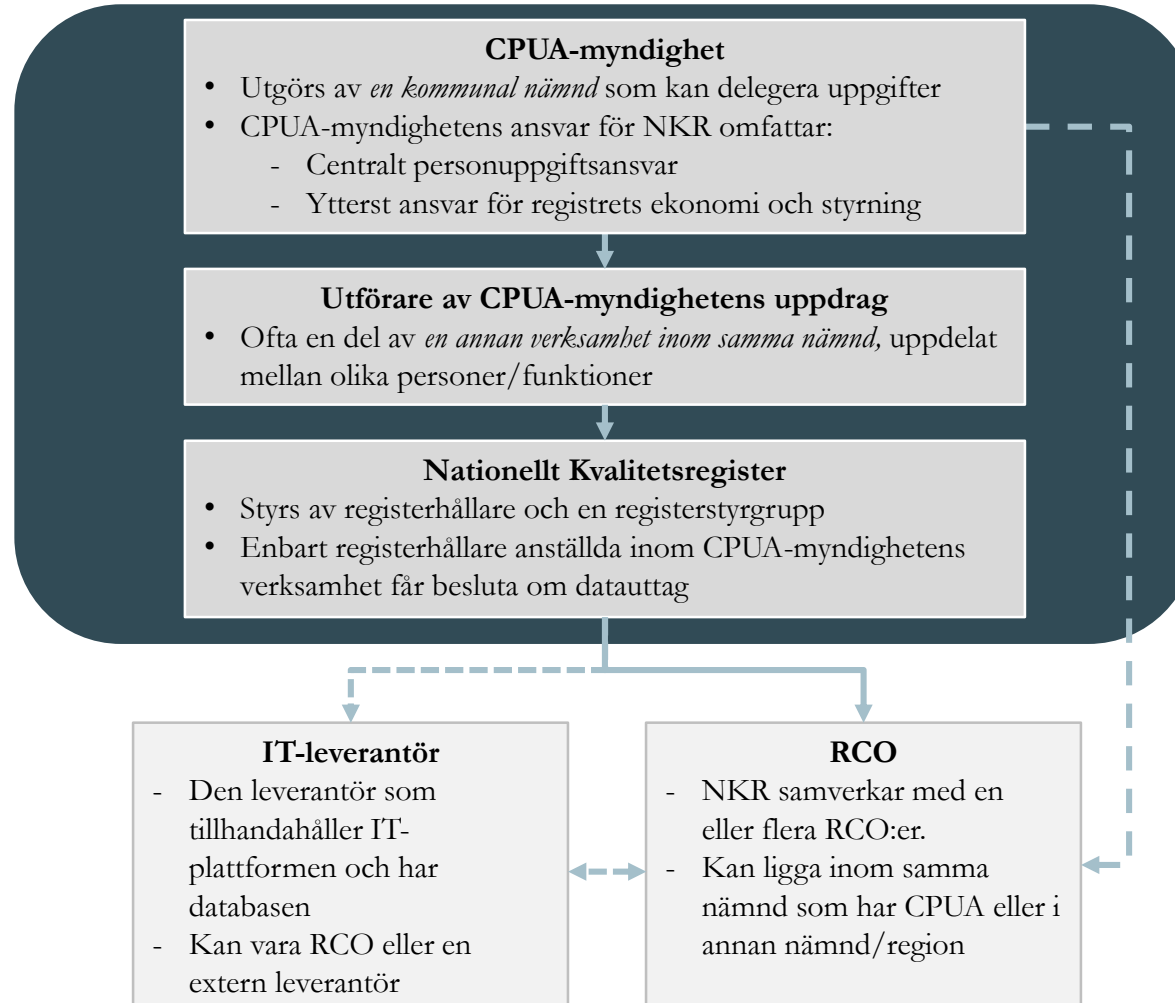 CPUA-myndighet
• Utgörs av en kommunal nämnd som kan delegera uppgifter
• CPUA-myndighetens ansvar för NKR omfattar:
- Centralt personuppgiftsansvar
- Ytterst ansvar för registrets ekonomi och styrning
Utförare av CPUA-myndighetens uppdrag
• Ofta en del av en annan verksamhet inom samma nämnd, uppdelat
mellan olika personer/funktioner
Nationellt Kvalitetsregister
• Styrs av registerhållare och en registerstyrgrupp
• Enbart registerhållare anställda inom CPUA-myndighetens
verksamhet får besluta om datauttag
IT-leverantör
- Den leverantör som
tillhandahåller IT-
plattformen och har
databasen
- Kan vara RCO eller en
extern leverantör
RCO
- NKR samverkar med en
eller flera RCO:er.
- Kan ligga inom samma
nämnd som har CPUA eller i
annan nämnd/region